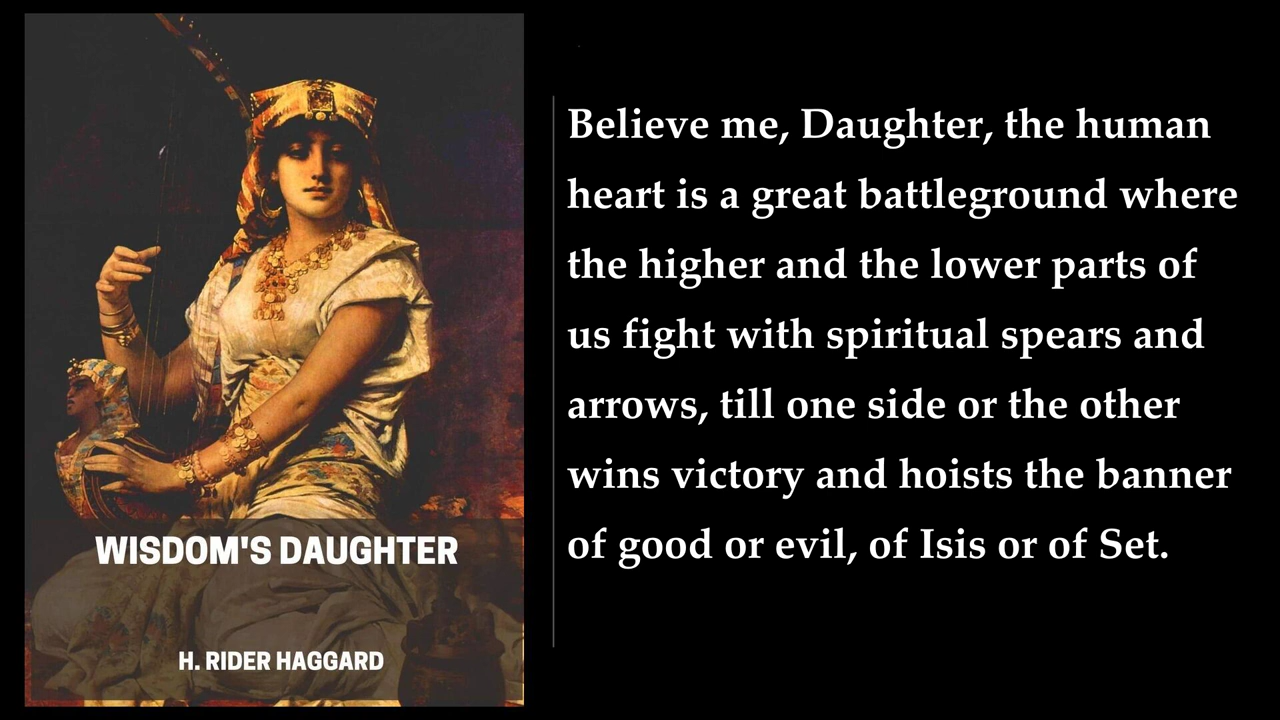 WISDOM'S DAUGHTER
H. RIDER HAGGARD
Believe me, Daughter, the human
heart is a great battleground where
the higher and the lower parts of
us fight with spiritual spears and
arrows, till one side or the other
wins victory and hoists the banner
of good or evil, of Isis or of Set.